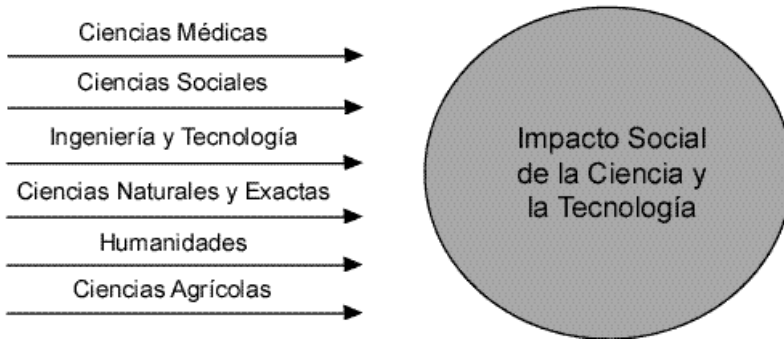 Ciencias Médicas
Ciencias Sociales
Ingeniería y Tecnología
Ciencias Naturales y Exactas
Humanidades
Ciencias Agrícolas
Impacto Social
de la Ciencia y
la Tecnología